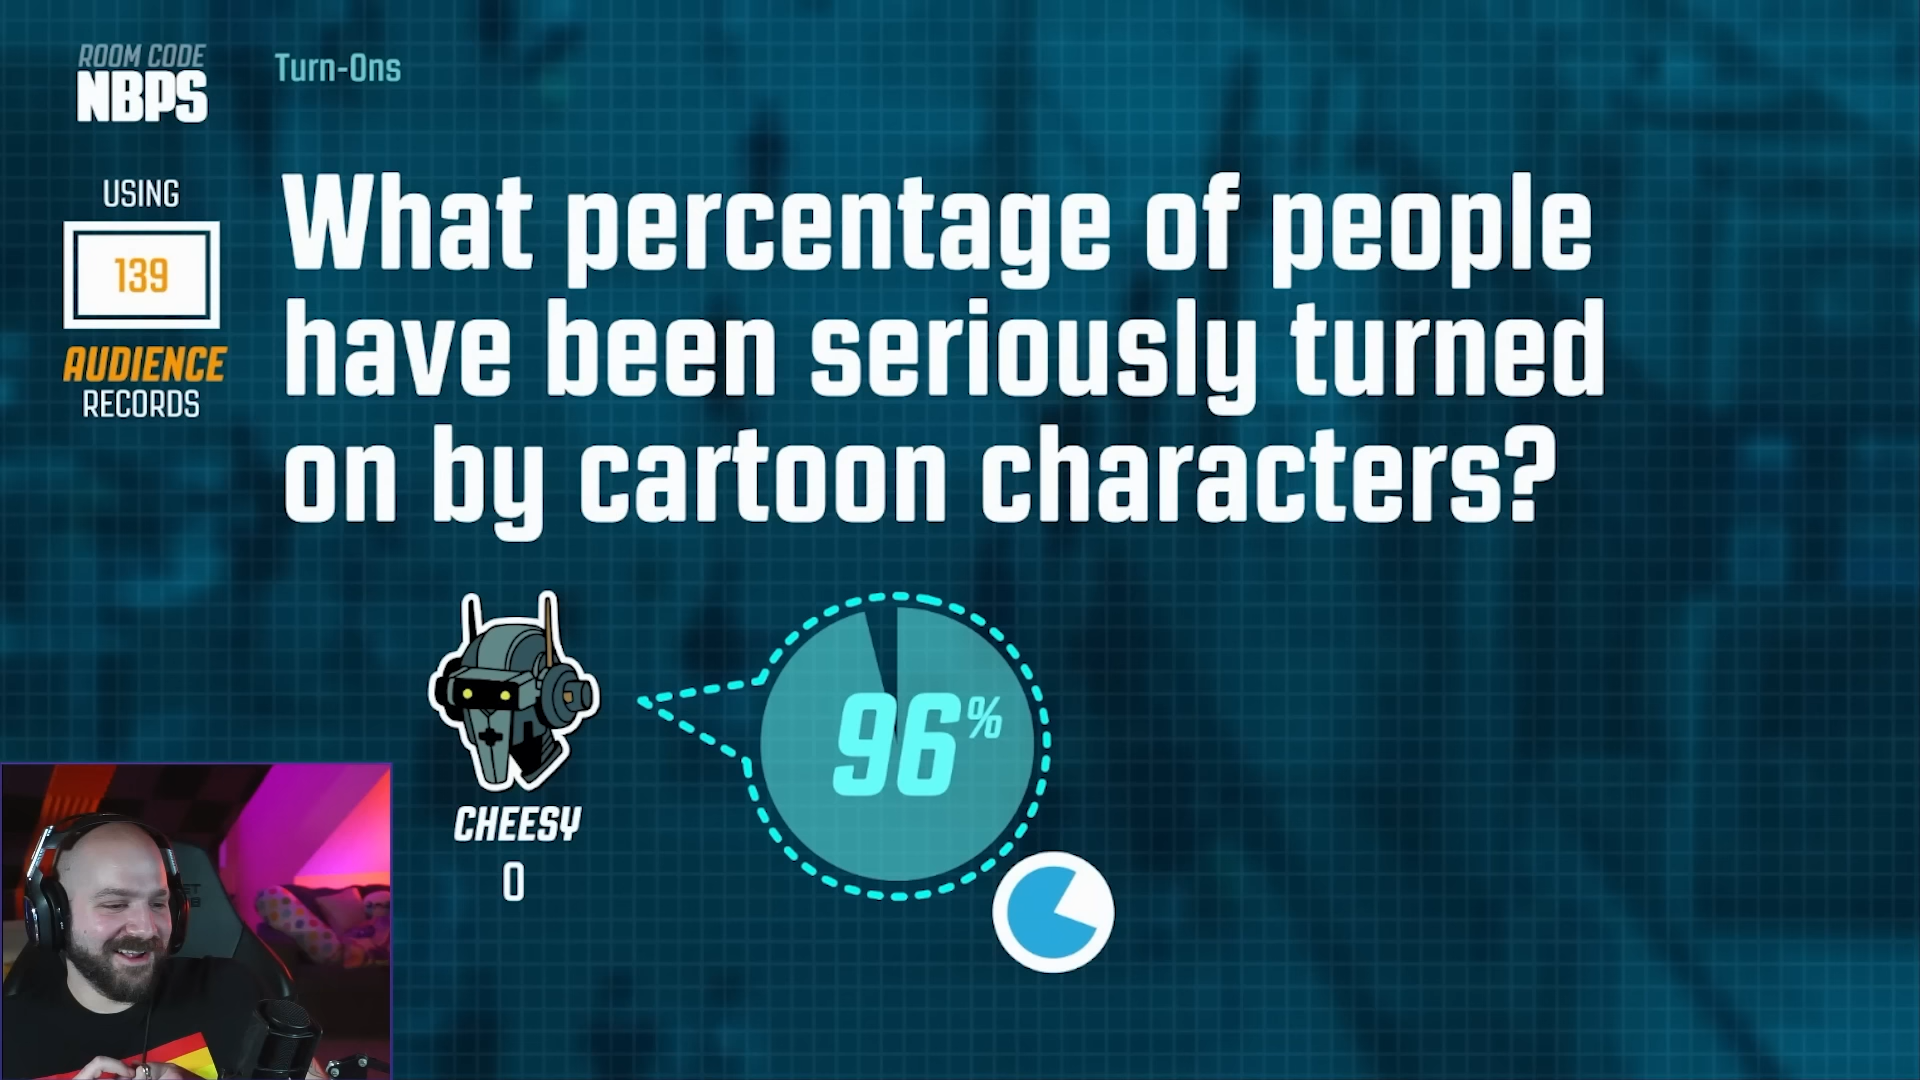 ROOM CODE
NBPS
Turn-Ons
USING
139
AUDIENCE
RECORDS
What percentage of people
have been seriously turned
on by cartoon characters?
96%
CHEESY
0